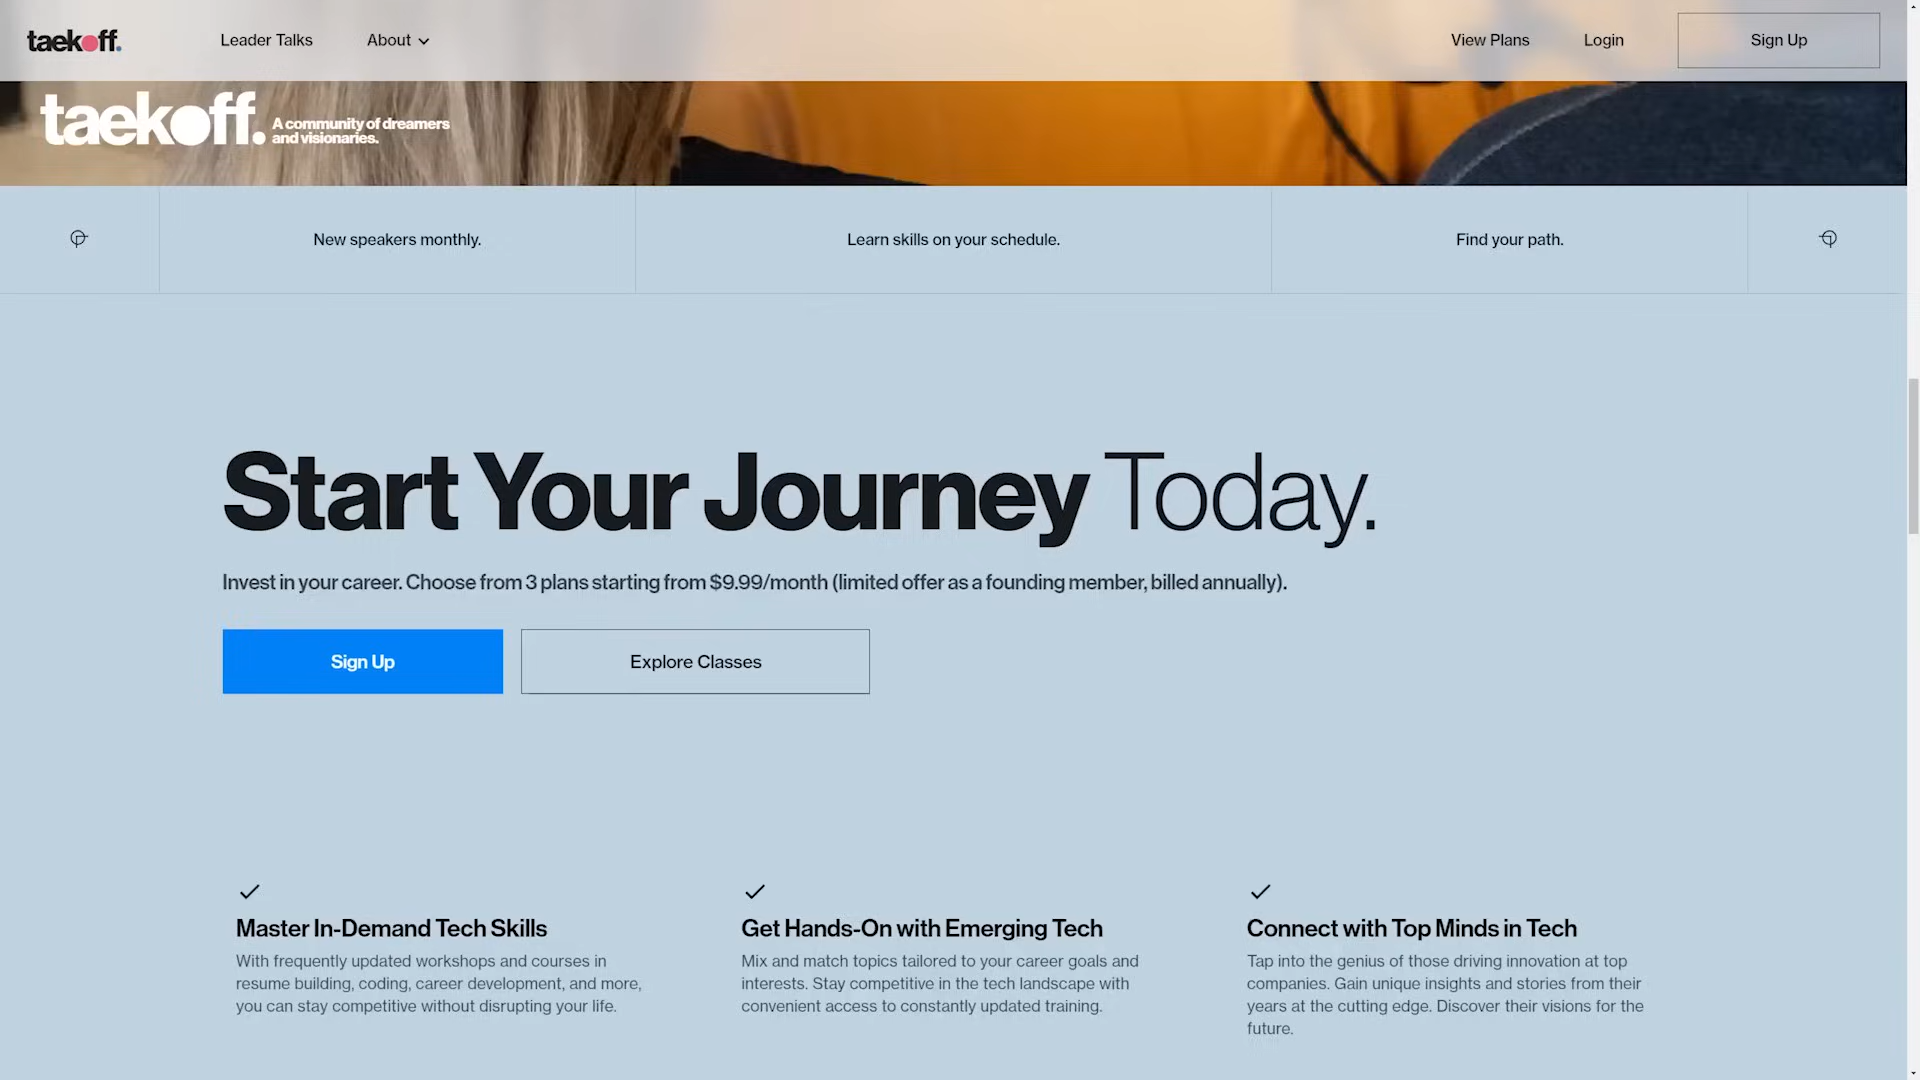 taekoff.
Leader Talks
About
View Plans
Login
Sign Up
taekoff.
A community of dreamers
and visionaries.
New speakers monthly.
Learn skills on your schedule.
Find your path.
Start Your Journey Today.
Invest in your career. Choose from 3 plans starting from $9.99/month (limited offer as a founding member, billed annually).
Sign Up
Explore Classes
Master In-Demand Tech Skills
With frequently updated workshops and courses in
resume building, coding, career development, and more,
you can stay competitive without disrupting your life.
Get Hands-On with Emerging Tech
Mix and match topics tailored to your career goals and
interests. Stay competitive in the tech landscape with
convenient access to constantly updated training.
Connect with Top Minds in Tech
Tap into the genius of those driving innovation at top
companies. Gain unique insights and stories from their
years at the cutting edge. Discover their visions for the
future.